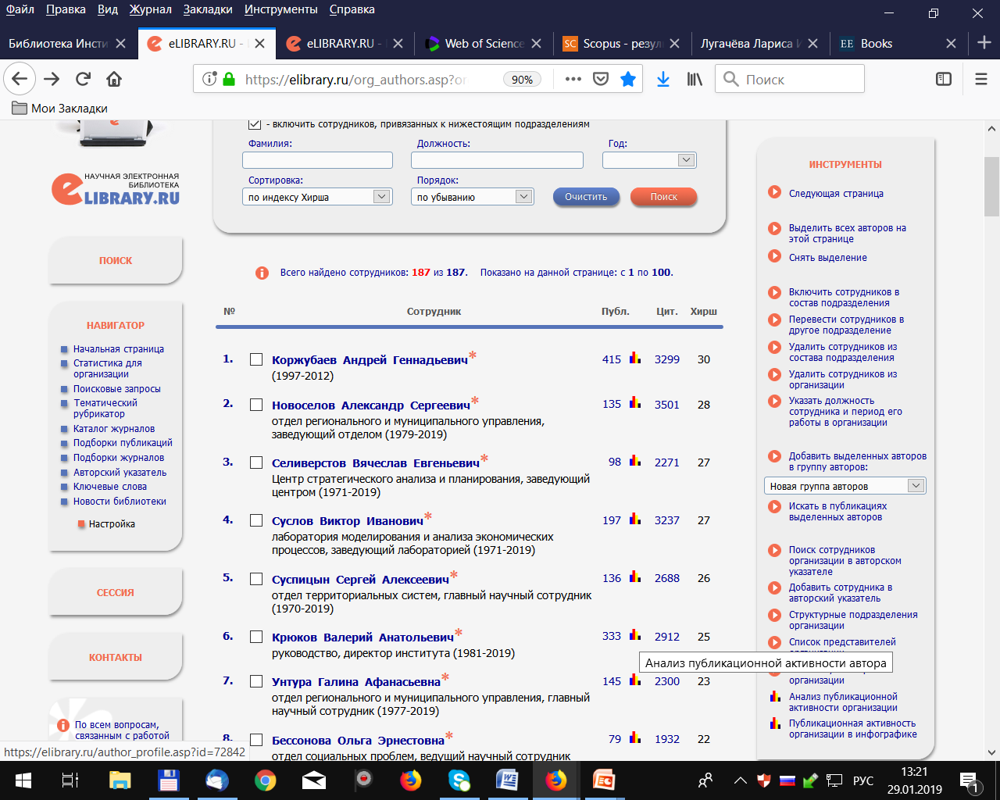 Файл Правка Вид Журнал Закладки Инструменты Справка
Библиотека Инсти
eLIBRARY.RU -
eLIBRARY.RU -
Web of Science
SC Scopus - резул
Лугачёва Лариса И
EE Books
https://elibrary.ru/org_authors.asp?or
90%
Поиск
Мои Закладки
- включить сотрудников, привязанных к нижестоящим подразделениям
Фамилия: Должность: Год:
Сортировка: Порядок:
по индексу Хирша по убыванию Очистить Поиск
НАУЧНАЯ ЭЛЕКТРОННАЯ
БИБЛИОТЕКА
eLIBRARY.RU
ПОИСК
НАВИГАТОР
Начальная страница
Статистика для
организации
Поисковые запросы
Тематический
рубрикатор
Каталог журналов
Подборки публикаций
Подборки журналов
Авторский указатель
Ключевые слова
Новости библиотеки
Настройка
СЕССИЯ
КОНТАКТЫ
По всем вопросам,
связанным с работой
Всего найдено сотрудников: 187 из 187. Показано на данной странице: с 1 по 100.
№ Сотрудник Публ. Цит. Хирш
1. Коржубаев Андрей Геннадьевич* 415 3299 30
(1997-2012)
2. Новоселов Александр Сергеевич* 135 3501 28
отдел регионального и муниципального управления,
заведующий отделом (1979-2019)
3. Селиверстов Вячеслав Евгеньевич* 98 2271 27
Центр стратегического анализа и планирования, заведующий
центром (1971-2019)
4. Суслов Виктор Иванович* 197 3237 27
лаборатория моделирования и анализа экономических
процессов, заведующий лабораторией (1971-2019)
5. Суспицын Сергей Алексеевич* 136 2688 26
отдел территориальных систем, главный научный сотрудник
(1970-2019)
6. Крюков Валерий Анатольевич* 333 2912 25
руководство, директор института (1981-2019)
Анализ публикационной активности автора
7. Унтура Галина Афанасьевна* 145 2300 23
отдел регионального и муниципального управления, главный
научный сотрудник (1977-2019)
8. Бессонова Ольга Эрнестовна* 79 1932 22
отдел социальных проблем, ведущий научный сотрудник
ИНСТРУМЕНТЫ
Следующая страница
Выделить всех авторов на
этой странице
Снять выделение
Включить сотрудников в
состав подразделения
Перевести сотрудников в
другое подразделение
Удалить сотрудников из
состава подразделения
Удалить сотрудников из
организации
Указать должность
сотрудника и период его
работы в организации
Добавить выделенных авторов
в группу авторов:
Новая группа авторов
Искать в публикациях
выделенных авторов
Поиск сотрудников
организации в авторском
указателе
Добавить сотрудника в
авторский указатель
Структурные подразделения
организации
Список представителей
организации
Анализ публикационной
активности организации
Публикационная активность
организации в инфографике
https://elibrary.ru/author_profile.asp?id=72842
РУС
13:21
29.01.2019
1